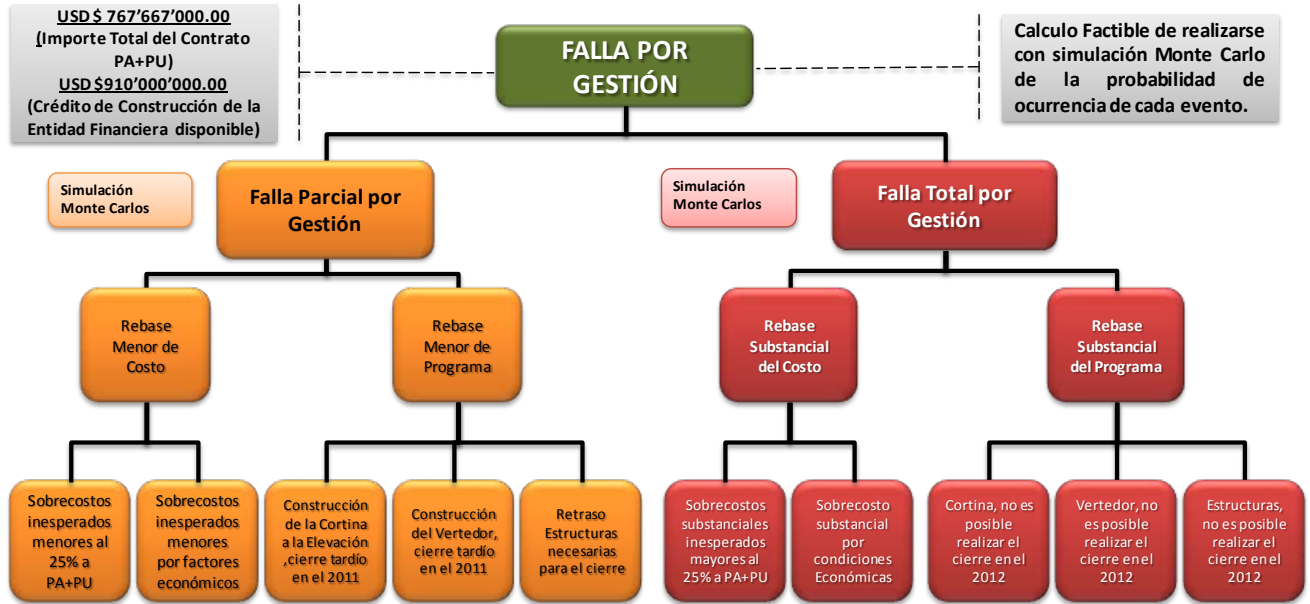 USD $ 767’667’000.00
(Importe Total del Contrato
PA+PU)
USD $910’000’000.00
(Crédito de Construcción de la
Entidad Financiera disponible)
FALLA POR
GESTIÓN
Calculo Factible de realizarse
con simulación Monte Carlo
de la probabilidad de
ocurrencia de cada evento.
Simulación
Monte Carlos
Falla Parcial por
Gestión
Simulación
Monte Carlos
Falla Total por
Gestión
Rebase
Menor de
Costo
Rebase
Menor de
Programa
Rebase
Substancial
del Costo
Rebase
Substancial
del Programa
Sobrecostos
inesperados
menores al
25% a
PA+PU
Sobrecostos
inesperados
menores
por factores
económicos
Construcción
de la Cortina
a la Elevación
,cierre tardío
en el 2011
Construcción
del Vertedor,
cierre tardío
en el 2011
Retraso
Estructuras
necesarias
para el cierre
Sobrecostos
substanciales
inesperados
mayores al
25% a PA+PU
Sobrecosto
substancial
por
condiciones
Económicas
Cortina, no es
posible
realizar el
cierre en el
2012
Vertedor, no
es posible
realizar el
cierre en el
2012
Estructuras,
no es posible
realizar el
cierre en el
2012